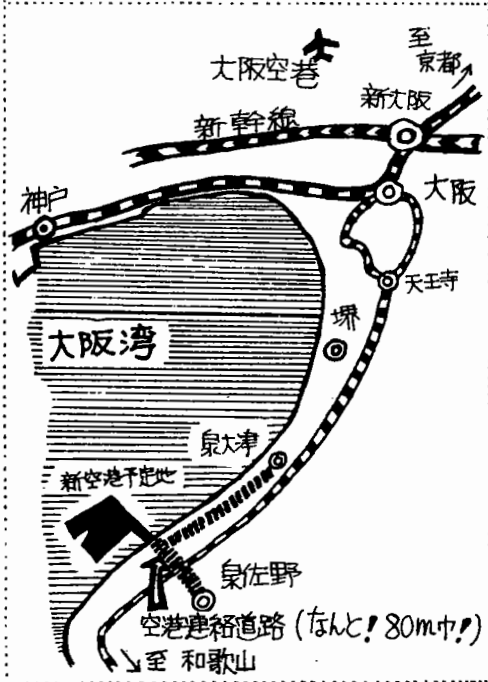 至
京都
大阪空港
新大阪
新幹線
神戸
大阪
天王寺
堺
大阪湾
泉大津
新空港予定地
泉佐野
空港連絡道路 (なんと!80m巾!)
至 和歌山